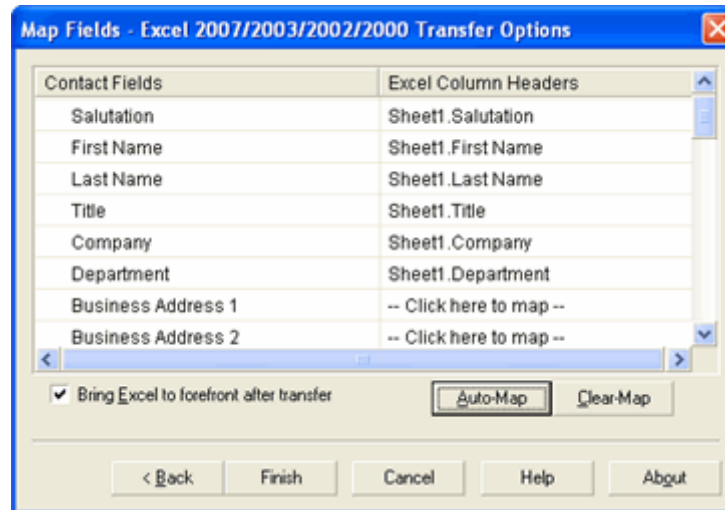 Map Fields - Excel 2007/2003/2002/2000 Transfer Options
Contact Fields Excel Column Headers
Salutation Sheet1.Salutation
First Name Sheet1.First Name
Last Name Sheet1.Last Name
Title Sheet1.Title
Company Sheet1.Company
Department Sheet1.Department
Business Address 1 -- Click here to map --
Business Address 2 -- Click here to map --
Bring Excel to forefront after transfer Auto-Map Clear-Map
< Back Finish Cancel Help About